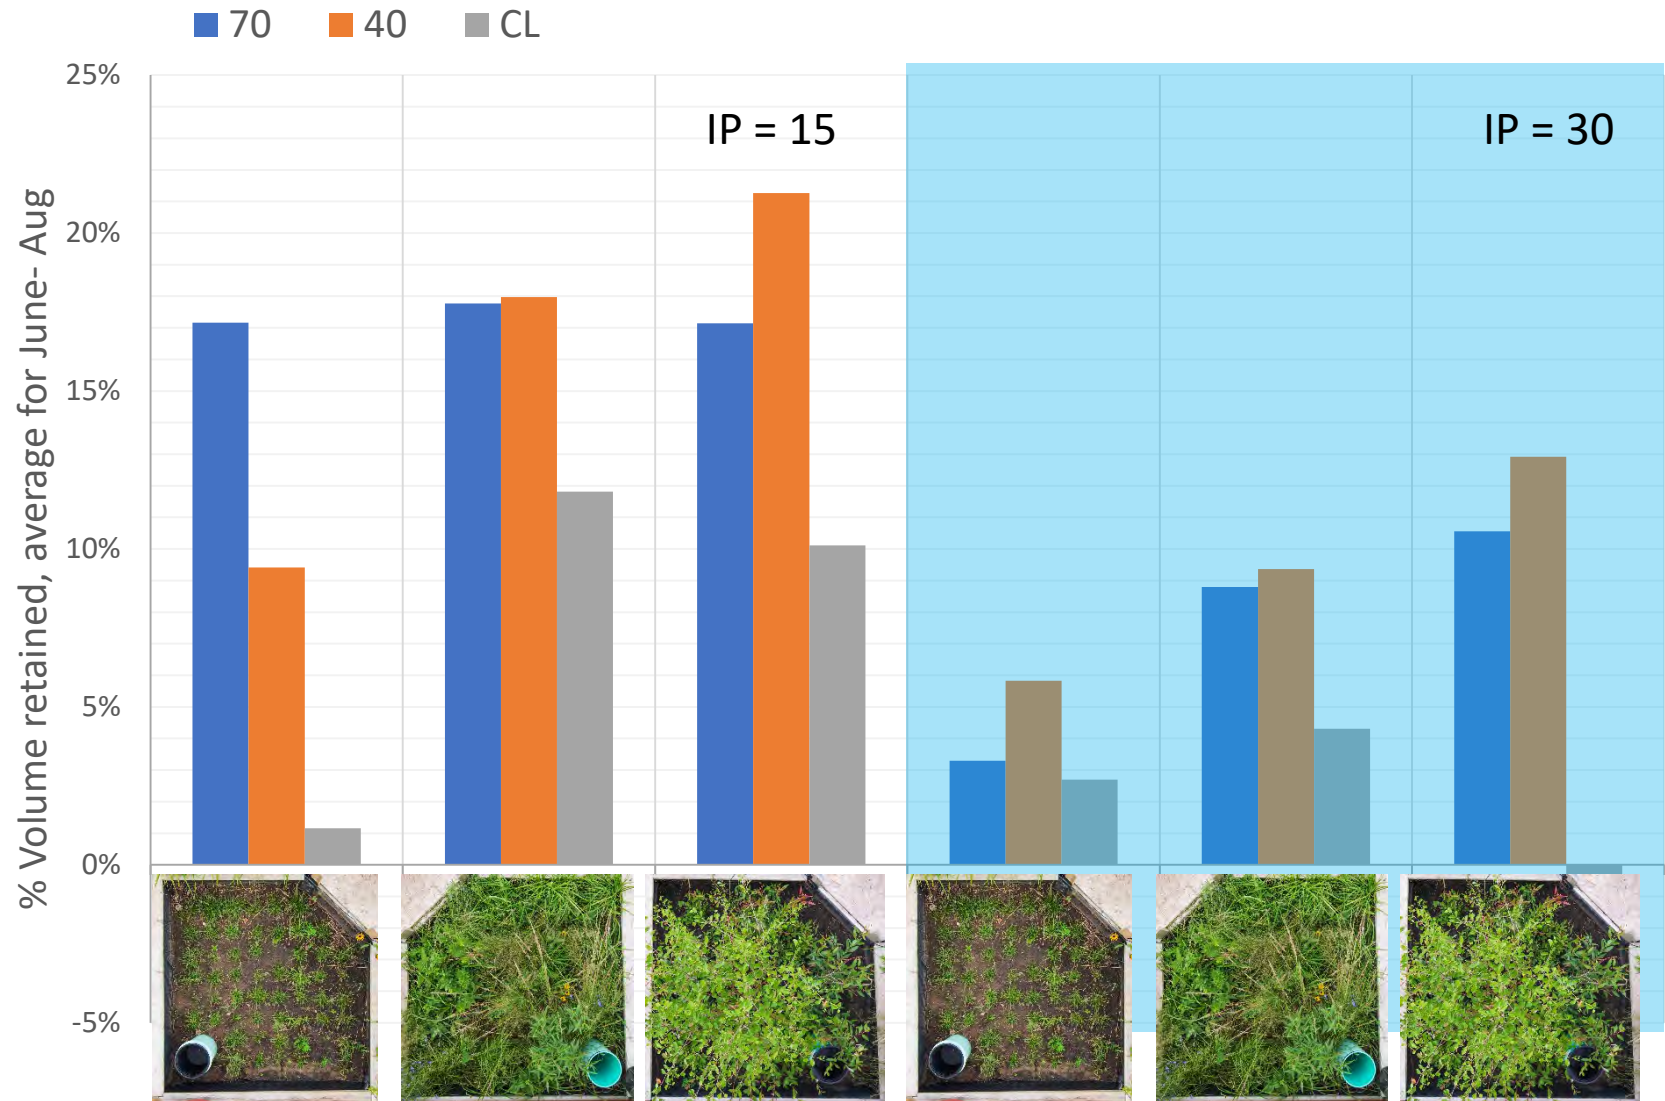 70 40 CL
25%
IP = 15
IP = 30
20%
15%
10%
5%
0%
-5%
% Volume retained, average for June- Aug